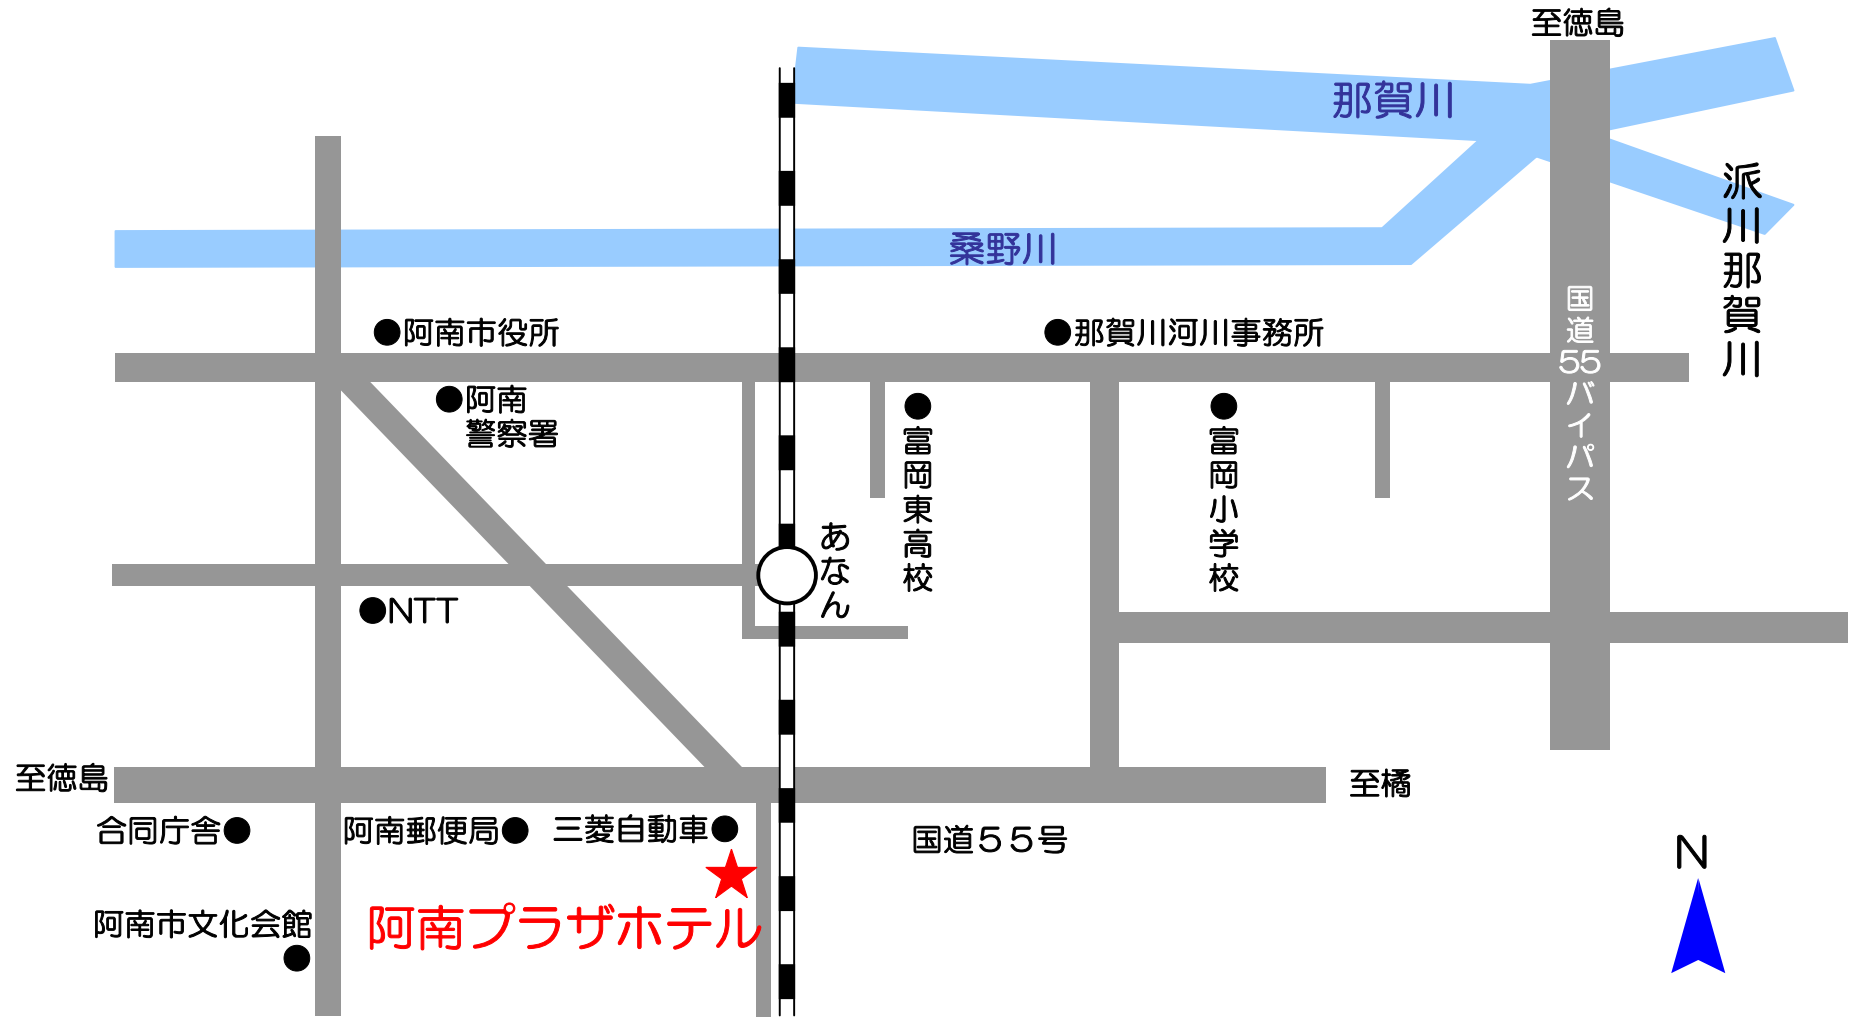 至徳島
那賀川
派川那賀川
桑野川
国道55バイパス
阿南市役所
那賀川河川事務所
阿南
警察署
富岡東高校
富岡小学校
あなん
NTT
至徳島
至橘
合同庁舎
阿南郵便局
三菱自動車
国道５５号
N
阿南市文化会館
阿南プラザホテル